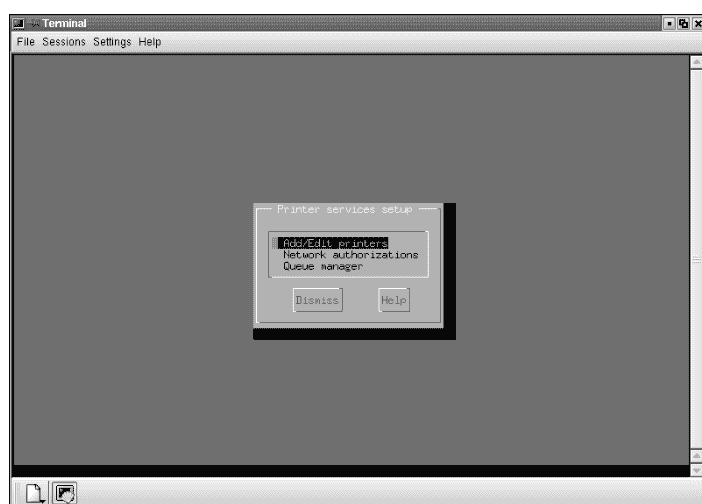 Terminal
File Sessions Settings Help
Printer services setup
Add/Edit printers
Network authorizations
Queue manager
Dismiss Help